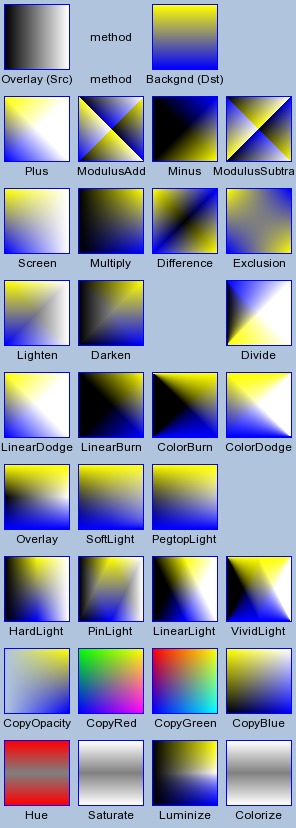 method
Overlay (Src) method Backgnd (Dst)
Plus ModulusAdd Minus ModulusSubtra
Screen Multiply Difference Exclusion
Lighten Darken Divide
LinearDodge LinearBurn ColorBurn ColorDodge
Overlay SoftLight PegtopLight
HardLight PinLight LinearLight VividLight
CopyOpacity CopyRed CopyGreen CopyBlue
Hue Saturate Luminize Colorize